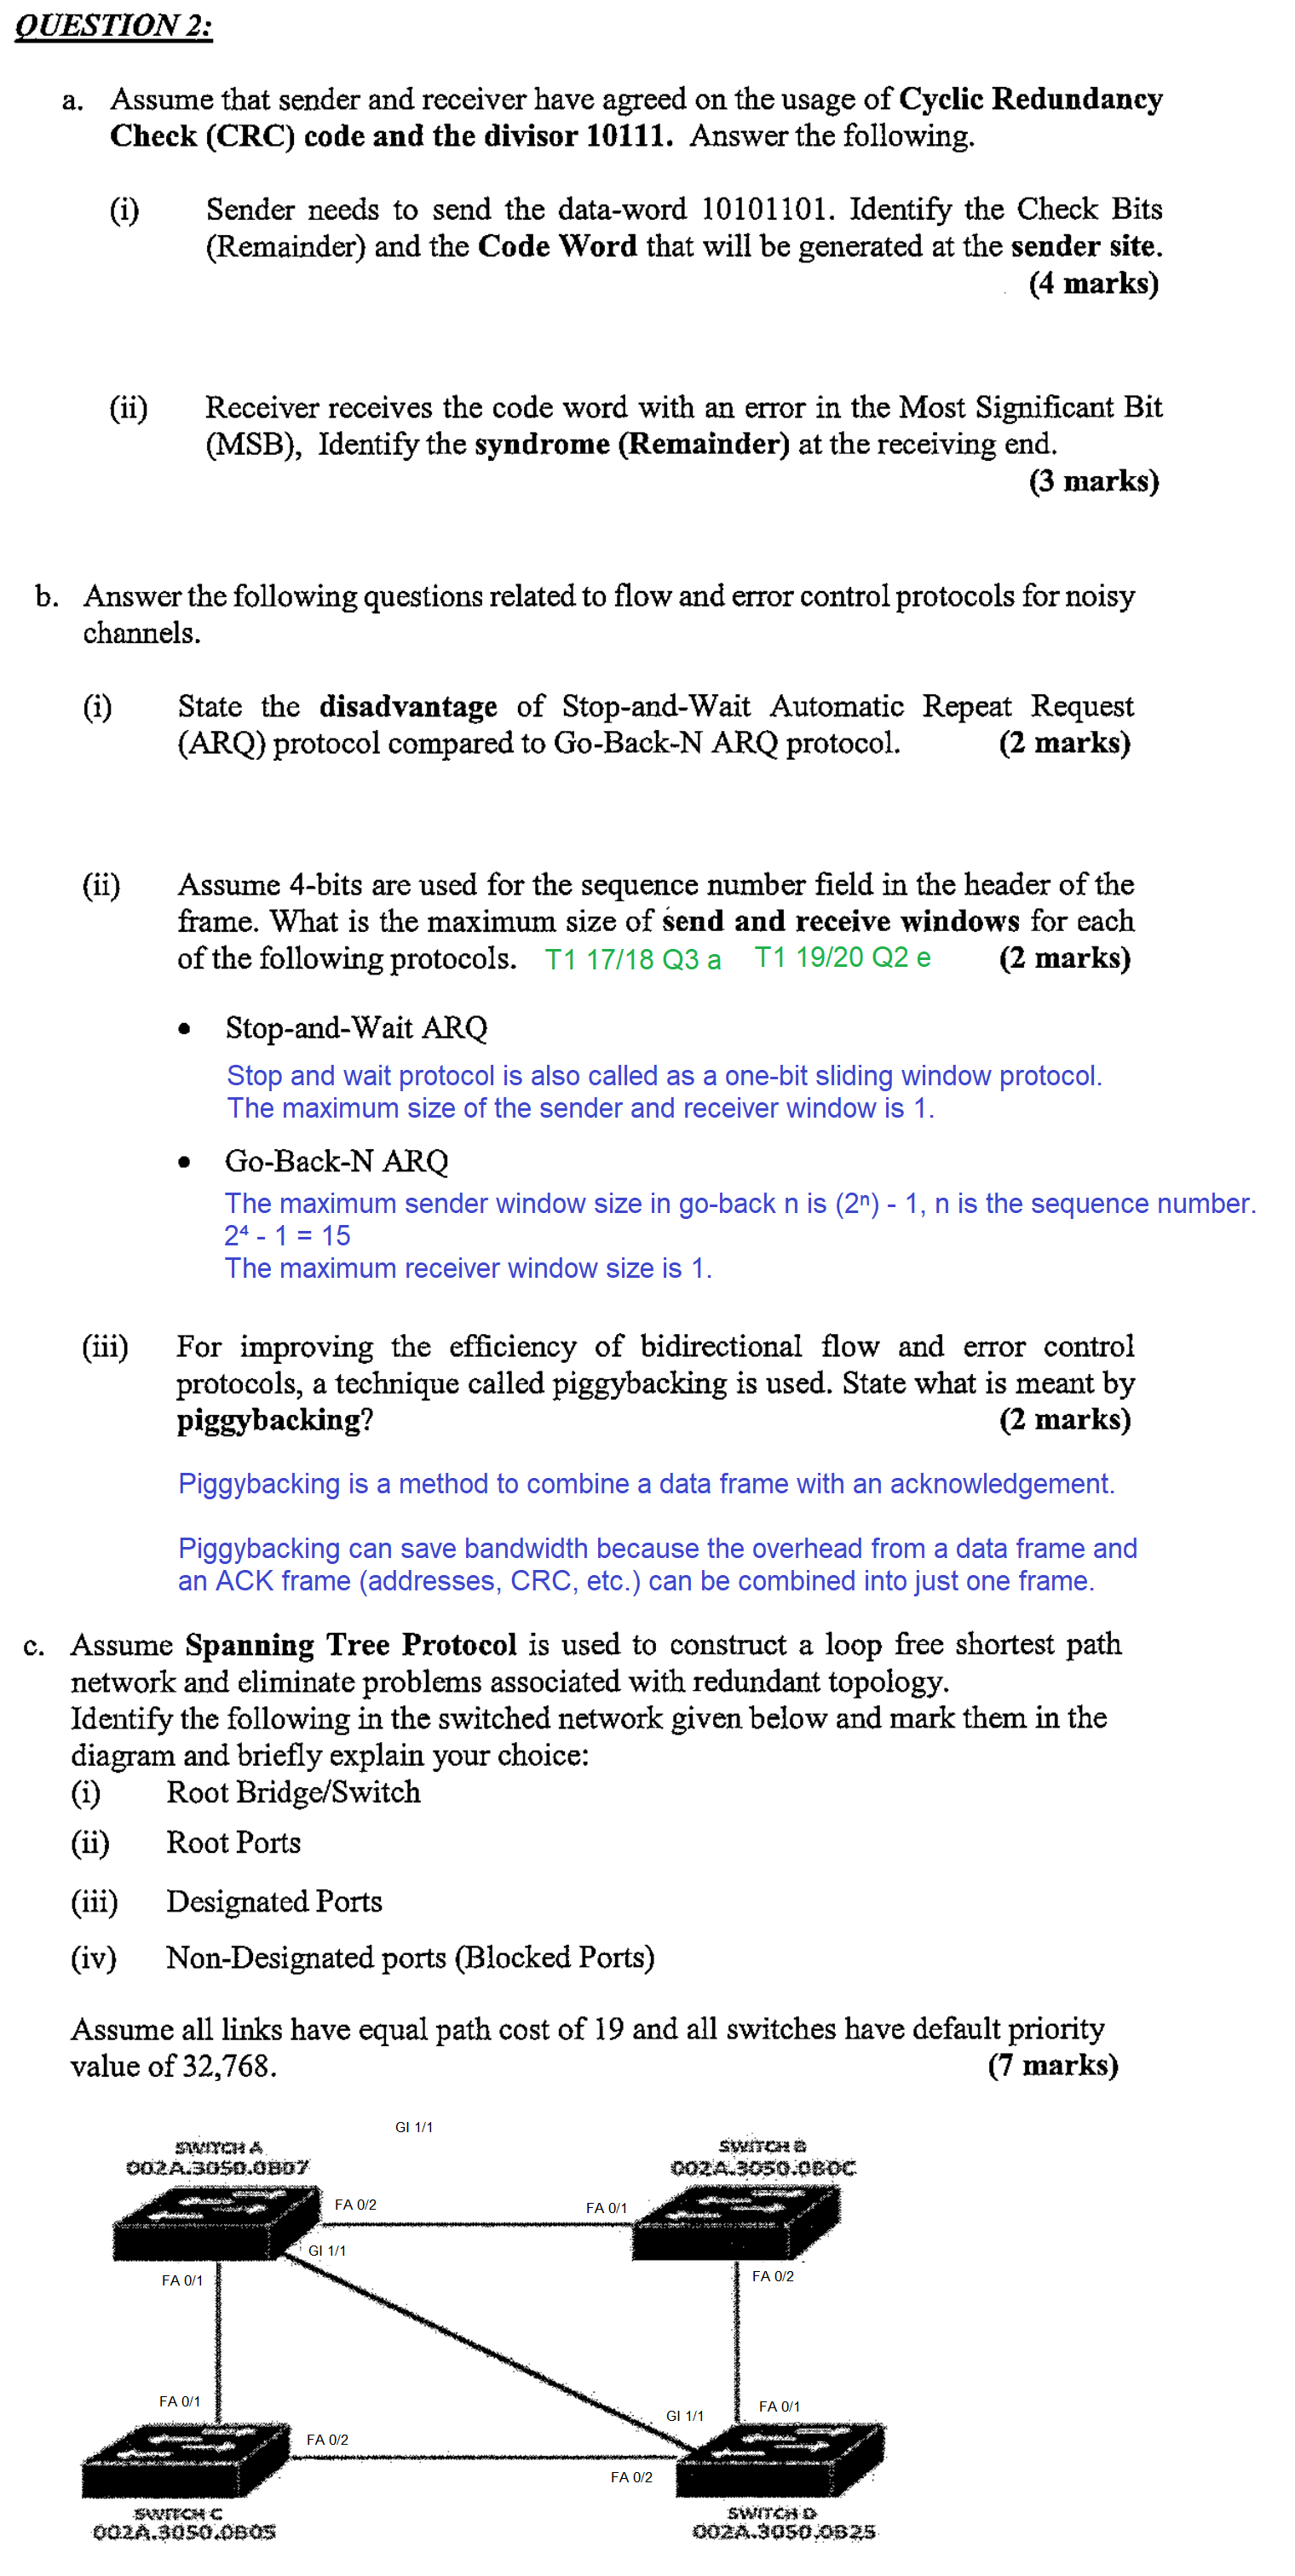 QUESTION 2:
a. Assume that sender and receiver have agreed on the usage of Cyclic Redundancy
Check (CRC) code and the divisor 10111. Answer the following.
(i) Sender needs to send the data-word 10101101. Identify the Check Bits
(Remainder) and the Code Word that will be generated at the sender site.
(4 marks)
(ii) Receiver receives the code word with an error in the Most Significant Bit
(MSB), Identify the syndrome (Remainder) at the receiving end.
(3 marks)
b. Answer the following questions related to flow and error control protocols for noisy
channels.
(i) State the disadvantage of Stop-and-Wait Automatic Repeat Request
(ARQ) protocol compared to Go-Back-N ARQ protocol. (2 marks)
(ii) Assume 4-bits are used for the sequence number field in the header of the
frame. What is the maximum size of send and receive windows for each
of the following protocols. T1 17/18 Q3 a T1 19/20 Q2 e (2 marks)
• Stop-and-Wait ARQ
Stop and wait protocol is also called as a one-bit sliding window protocol.
The maximum size of the sender and receiver window is 1.
• Go-Back-N ARQ
The maximum sender window size in go-back n is (2ⁿ) - 1, n is the sequence number.
2⁴ - 1 = 15
The maximum receiver window size is 1.
(iii) For improving the efficiency of bidirectional flow and error control
protocols, a technique called piggybacking is used. State what is meant by
piggybacking? (2 marks)
Piggybacking is a method to combine a data frame with an acknowledgement.
Piggybacking can save bandwidth because the overhead from a data frame and
an ACK frame (addresses, CRC, etc.) can be combined into just one frame.
c. Assume Spanning Tree Protocol is used to construct a loop free shortest path
network and eliminate problems associated with redundant topology.
Identify the following in the switched network given below and mark them in the
diagram and briefly explain your choice:
(i) Root Bridge/Switch
(ii) Root Ports
(iii) Designated Ports
(iv) Non-Designated ports (Blocked Ports)
Assume all links have equal path cost of 19 and all switches have default priority
value of 32,768. (7 marks)
GI 1/1
SWITCH A
002A.3050.0B07
SWITCH B
002A.3050.0B0C
FA 0/2
FA 0/1
GI 1/1
FA 0/1
FA 0/2
FA 0/1
GI 1/1
FA 0/1
FA 0/2
FA 0/2
SWITCH C
002A.3050.0B05
SWITCH D
002A.3050.0B25